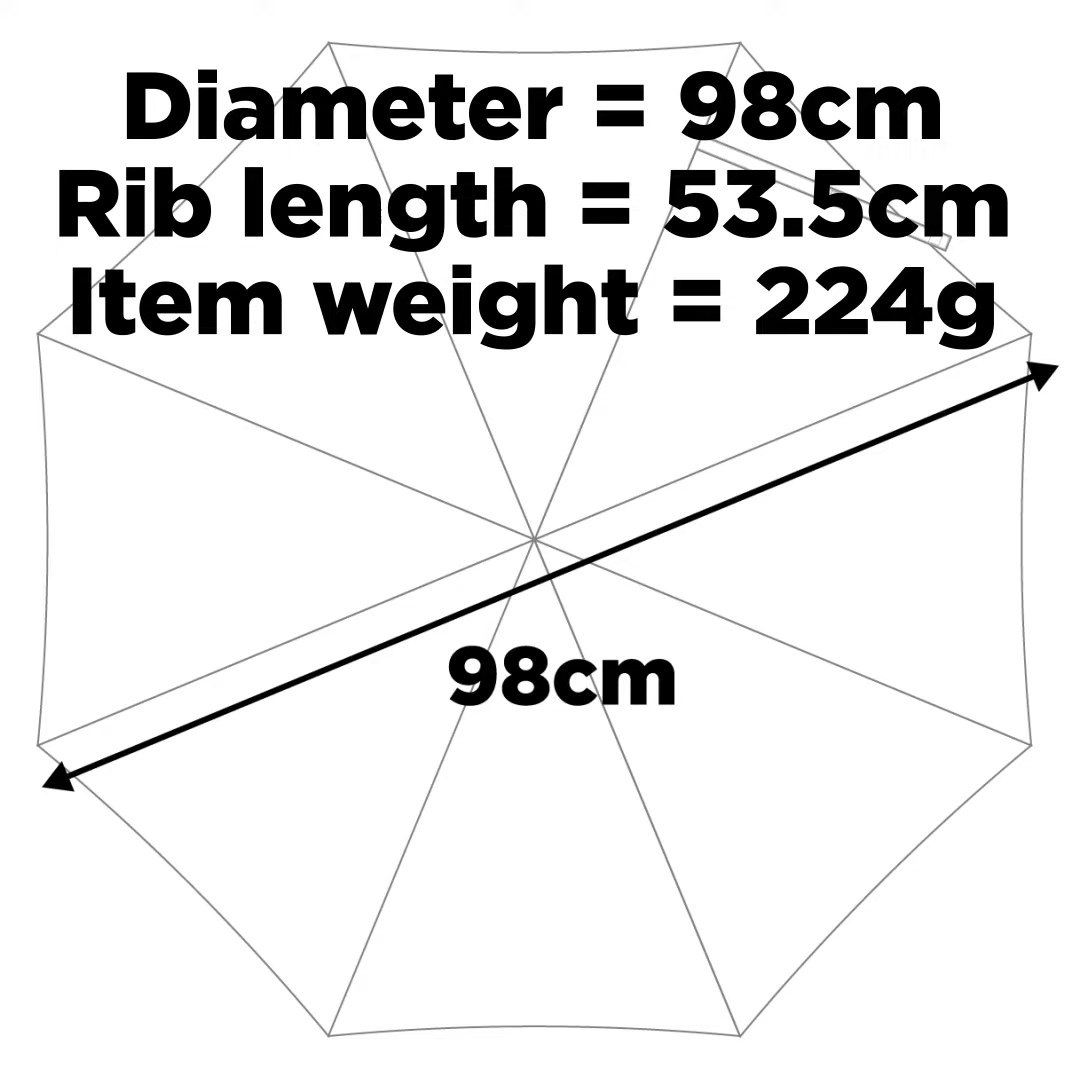 Diameter = 98cm
Rib length = 53.5cm
Item weight = 224g
98cm